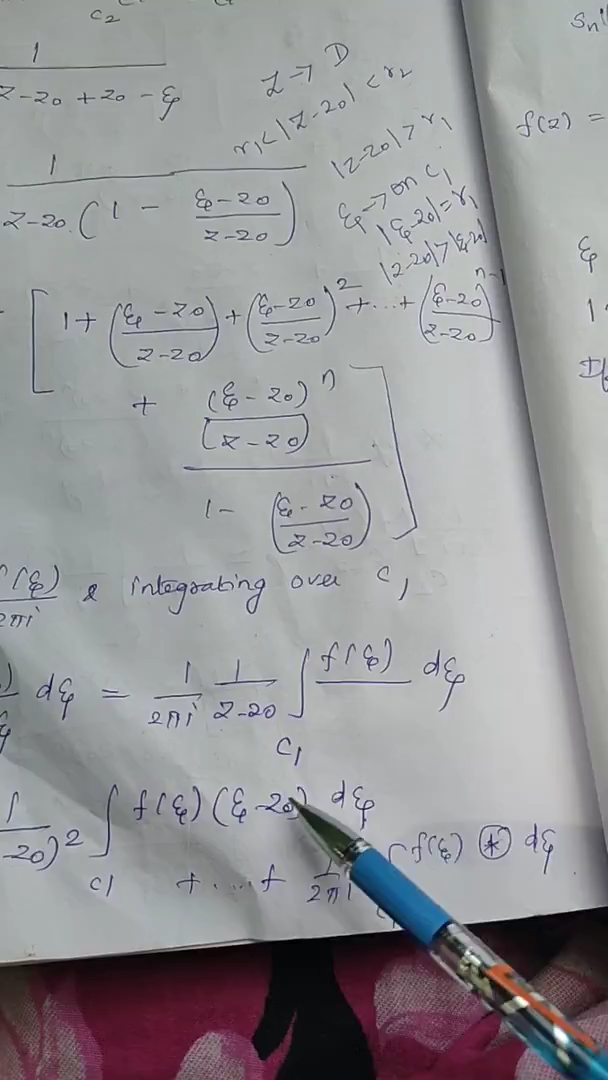 c₂
Sₙ
1/(z-z0+z0-ξ)
z → D
r₁ < |z-z0| < r₂
f(z) =
1/(z-z0 (1 - (ξ-z0)/(z-z0)))
|z-z0| > r₁
ξ → on c₁
|ξ-z0| = r₁
|z-z0| > |ξ-z0|
ξ
[1 + ((ξ-z0)/(z-z0)) + ((ξ-z0)/(z-z0))² + ... + ((ξ-z0)/(z-z0))ⁿ⁻¹
+ ((ξ-z0)/(z-z0))ⁿ / (1 - ((ξ-z0)/(z-z0)))]
f(ξ)/2πi & integrating over c₁
dξ = 1/2πi 1/(z-z0) ∫c₁ f(ξ)/ dξ
1/(-z0)² ∫c₁ f(ξ) (ξ-z0) dξ
+ ... + 1/2πi ∫ f(ξ) ⊛ dξ